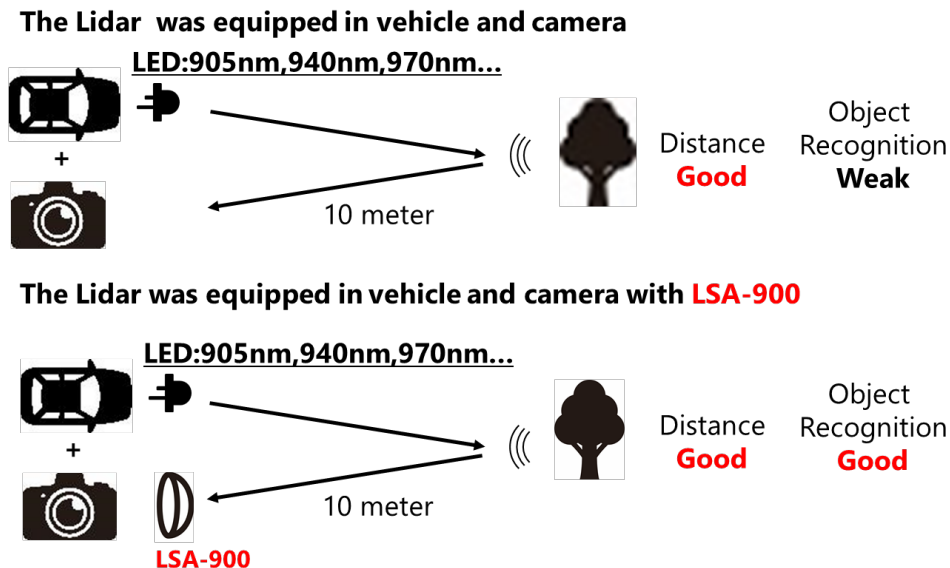 The Lidar was equipped in vehicle and camera
LED:905nm,940nm,970nm...
+
10 meter
Distance
Good
Object
Recognition
Weak
The Lidar was equipped in vehicle and camera with LSA-900
LED:905nm,940nm,970nm...
+
10 meter
LSA-900
Distance
Good
Object
Recognition
Good